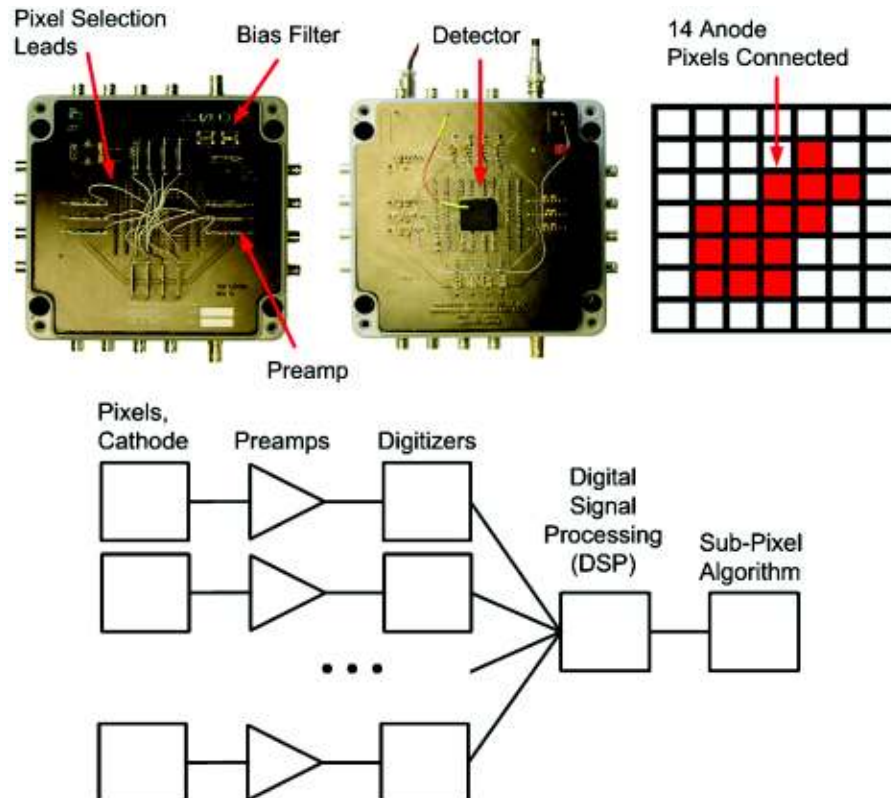 Pixel Selection
Leads
Bias Filter
Detector
14 Anode
Pixels Connected
Preamp
Pixels,
Cathode
Preamps
Digitizers
Digital
Signal
Processing
(DSP)
Sub-Pixel
Algorithm